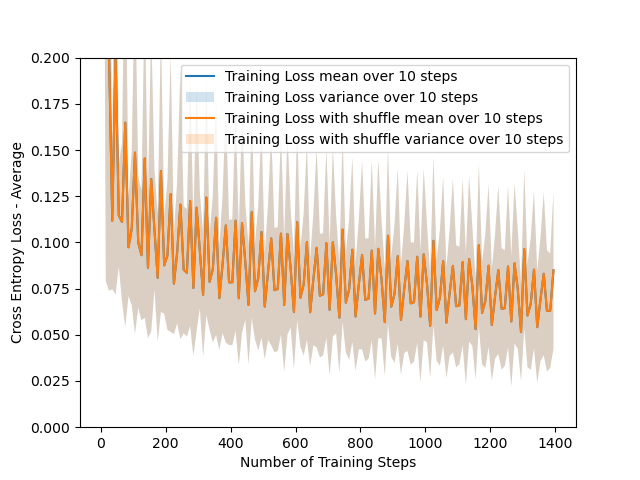 0.200
0.175
0.150
0.125
0.100
0.075
0.050
0.025
0.000
Cross Entropy Loss - Average
Training Loss mean over 10 steps
Training Loss variance over 10 steps
Training Loss with shuffle mean over 10 steps
Training Loss with shuffle variance over 10 steps
0 200 400 600 800 1000 1200 1400
Number of Training Steps